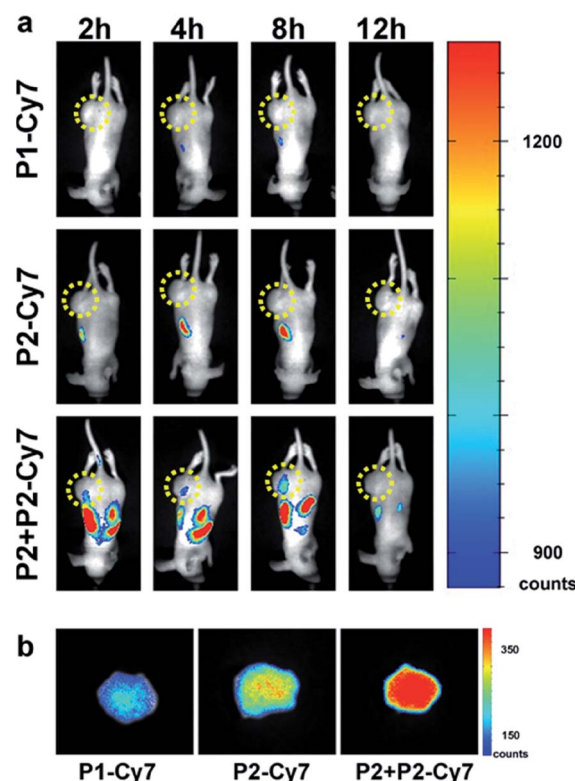 a
2h 4h 8h 12h
P1-Cy7
P2-Cy7
P2+P2-Cy7
1200
900
counts
b
350
150
counts
P1-Cy7 P2-Cy7 P2+P2-Cy7